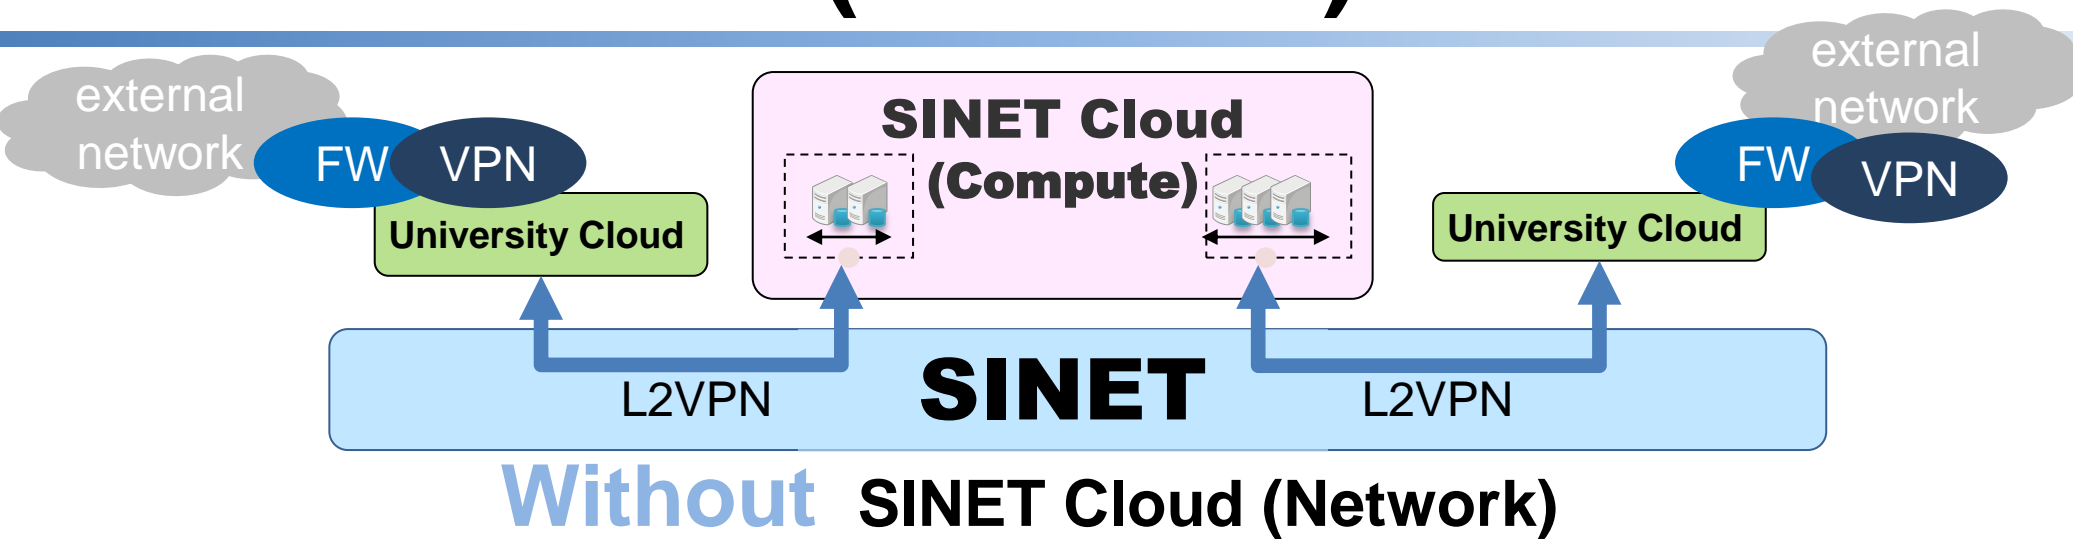 external
network
FW VPN
University Cloud
SINET Cloud
(Compute)
external
network
FW VPN
University Cloud
L2VPN
SINET
L2VPN
Without SINET Cloud (Network)